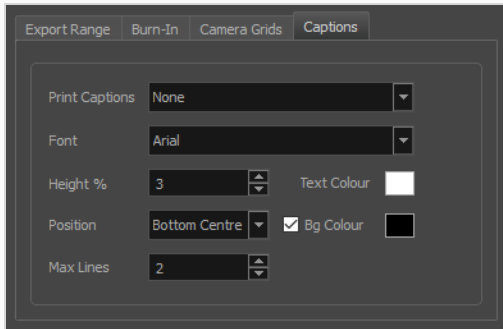 Export Range Burn-In Camera Grids Captions
Print Captions None
Font Arial
Height % 3 Text Colour
Position Bottom Centre Bg Colour
Max Lines 2